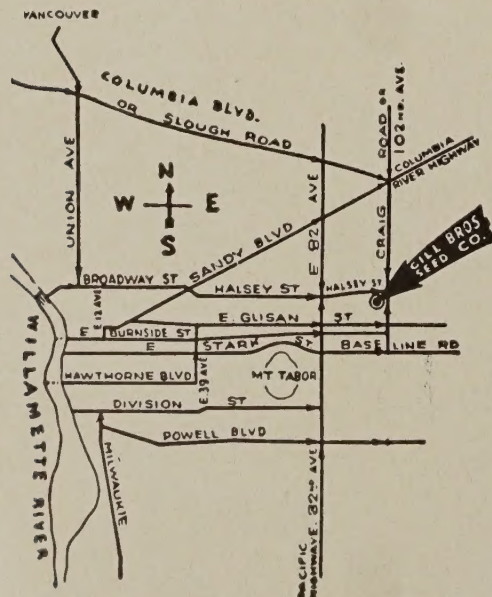 VANCOUVER
COLUMBIA BLVD.
OR SLOUGH ROAD
ROAD OR
102ND. AVE.
COLUMBIA
RIVER HIGHWAY
UNION AVE
N
W E
S
SANDY BLVD
E 82 AVE
CRAIG
GILL BROS
SEED CO.
BROADWAY ST
HALSEY ST
HALSEY ST
E. 12 AVE
E. GLISAN ST
E BURNSIDE ST
E STARK ST
BASE LINE RD
WILLAMETTE RIVER
HAWTHORNE BLVD
E. 39 AVE
MT TABOR
DIVISION ST
POWELL BLVD
MILWAUKIE
PACIFIC
HIGHWAY. 82ND AVE